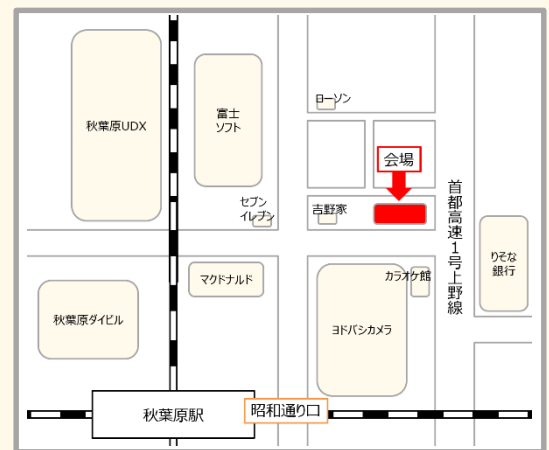 ローソン
秋葉原UDX
富士
ソフト
会場
セブン
イレブン
吉野家
首都高速1号上野線
りそな
銀行
マクドナルド
カラオケ館
秋葉原ダイビル
ヨドバシカメラ
秋葉原駅
昭和通り口